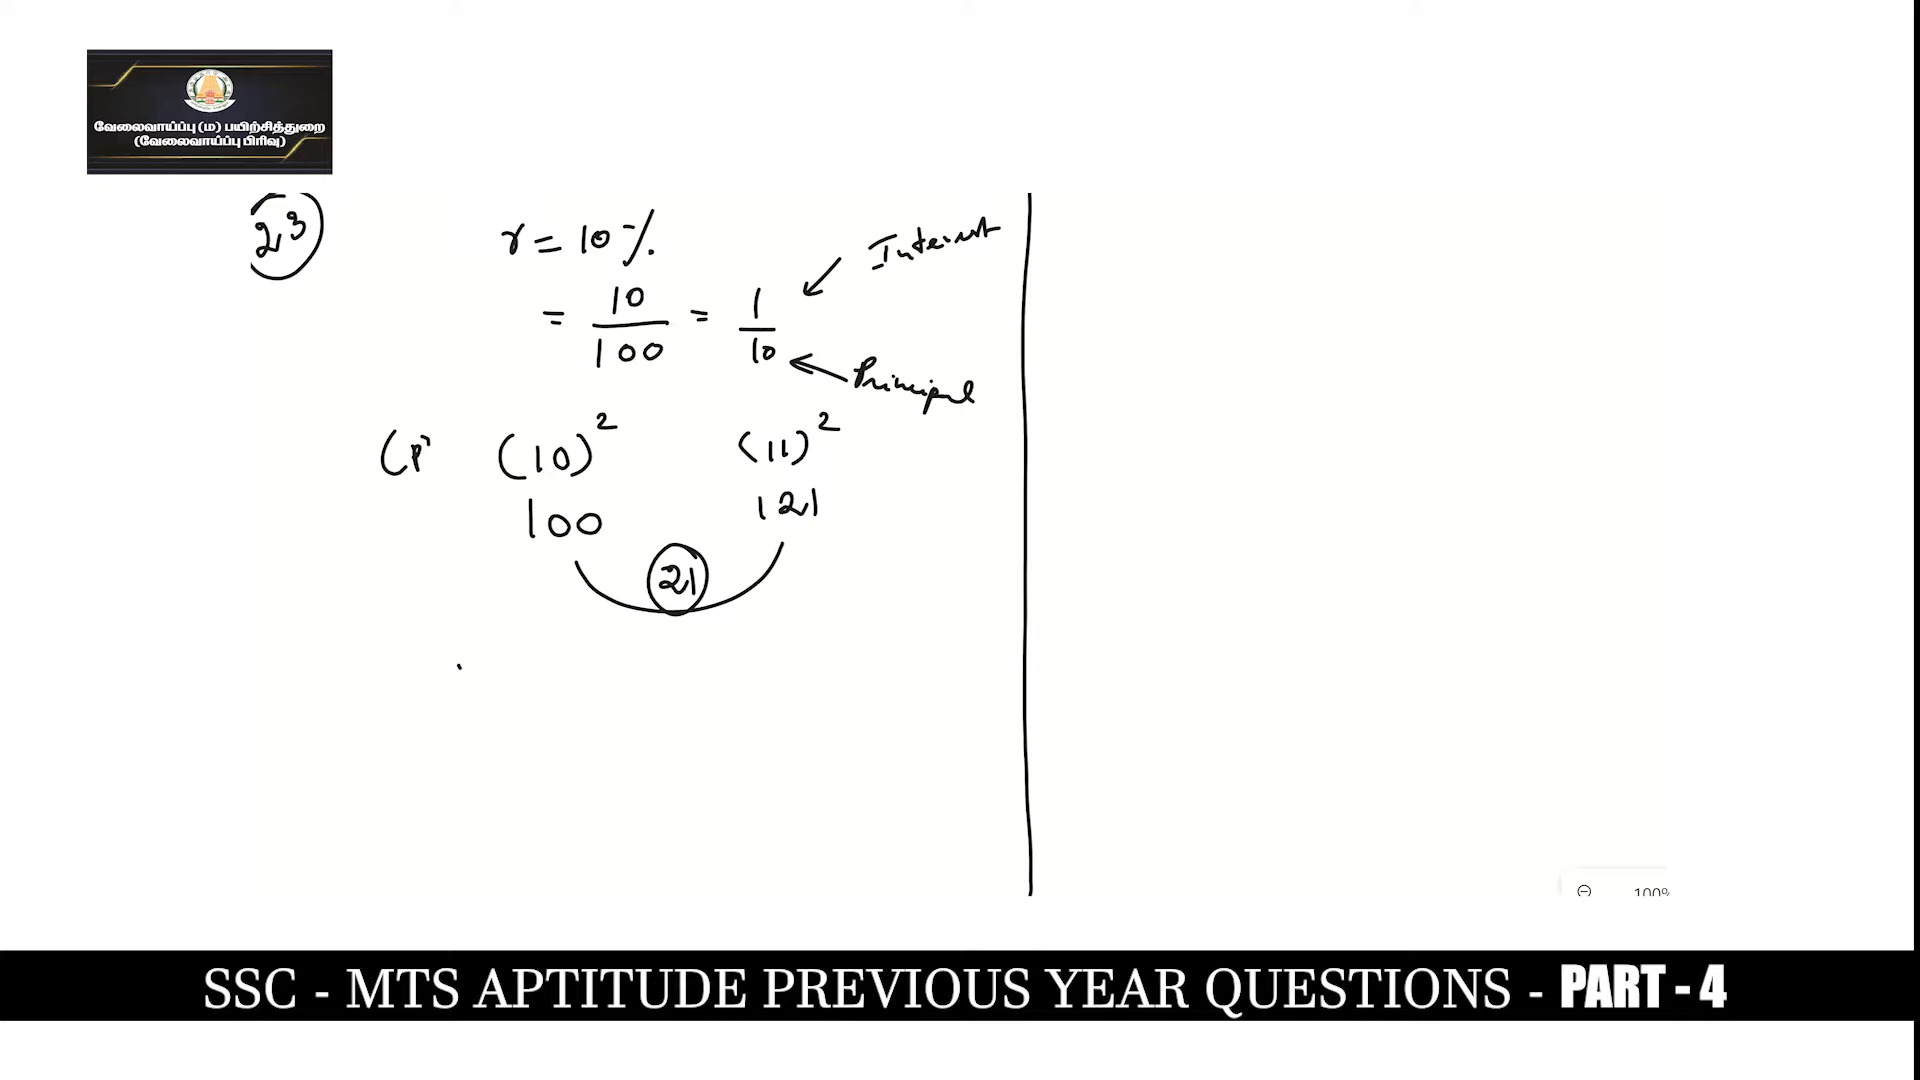 வேலைவாய்ப்பு (ம) பயிற்சித்துறை
(வேலைவாய்ப்பு பிரிவு)
23
r = 10%
Interest
= 10/100 = 1/10
Principal
(P) (10)² (11)²
100 121
21
100%
SSC - MTS APTITUDE PREVIOUS YEAR QUESTIONS - PART - 4